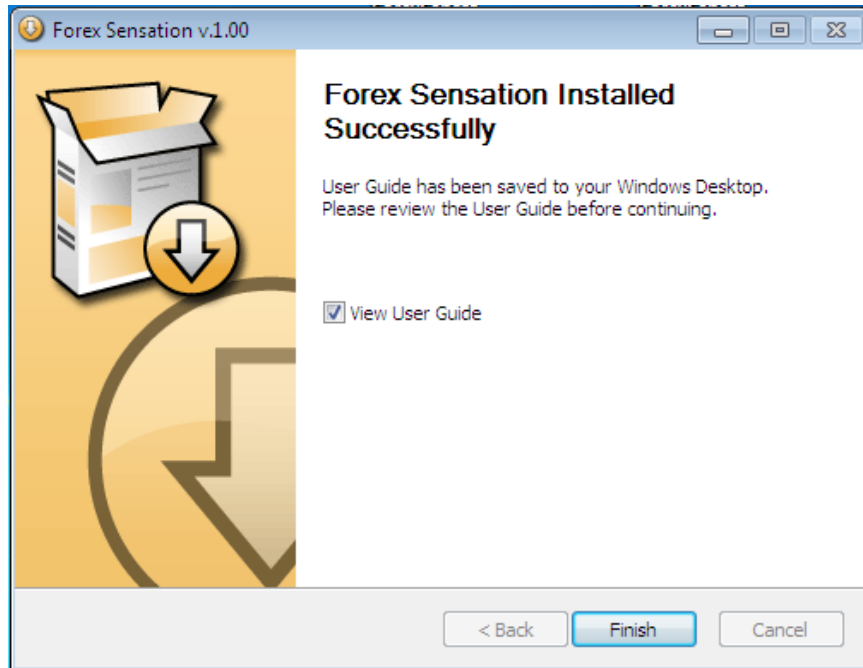 Forex Sensation v.1.00
Forex Sensation Installed
Successfully
User Guide has been saved to your Windows Desktop.
Please review the User Guide before continuing.
View User Guide
< Back
Finish
Cancel